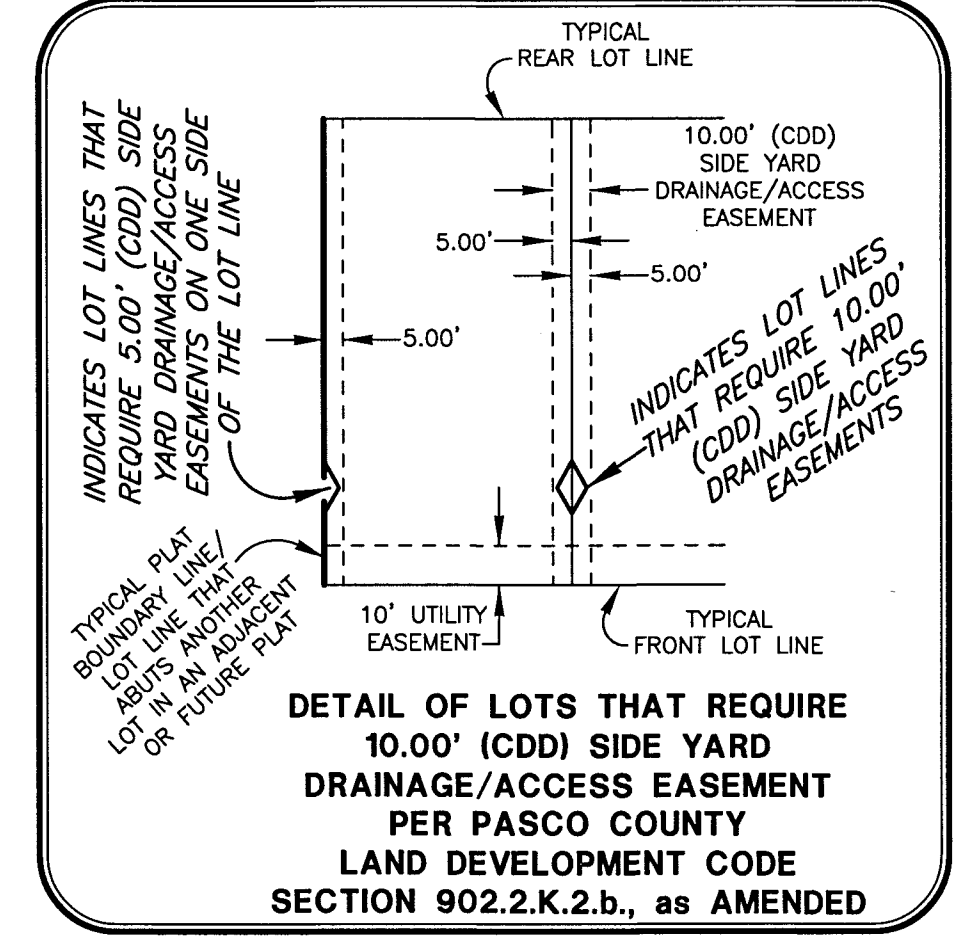 TYPICAL
REAR LOT LINE
INDICATES LOT LINES THAT
REQUIRE 5.00' (CDD) SIDE
YARD DRAINAGE/ACCESS
EASEMENTS ON ONE SIDE
OF THE LOT LINE
10.00' (CDD)
SIDE YARD
DRAINAGE/ACCESS
EASEMENT
5.00'
5.00'
5.00'
INDICATES LOT LINES
THAT REQUIRE 10.00'
(CDD) SIDE YARD
DRAINAGE/ACCESS
EASEMENTS
TYPICAL PLAT
BOUNDARY LINE/
LOT LINE THAT
ABUTS ANOTHER
LOT IN AN ADJACENT
OR FUTURE PLAT
10' UTILITY
EASEMENT
TYPICAL
FRONT LOT LINE
DETAIL OF LOTS THAT REQUIRE
10.00' (CDD) SIDE YARD
DRAINAGE/ACCESS EASEMENT
PER PASCO COUNTY
LAND DEVELOPMENT CODE
SECTION 902.2.K.2.b., as AMENDED